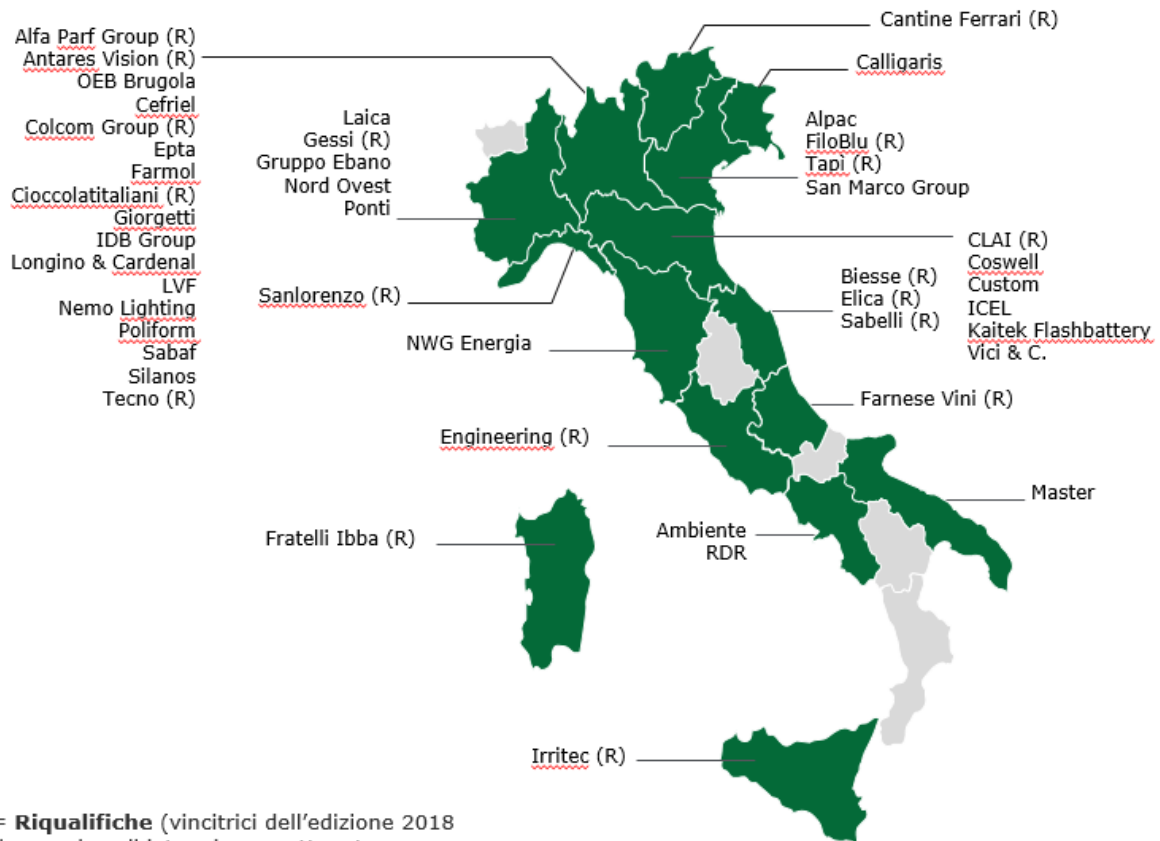 Cantine Ferrari (R)
Alfa Parf Group (R)
Antares Vision (R)
OEB Brugola
Cefriel
Colcom Group (R)
Epta
Farmol
Cioccolatitaliani (R)
Giorgetti
IDB Group
Longino & Cardenal
LVF
Nemo Lighting
Poliform
Sabaf
Silanos
Tecno (R)
Calligaris
Laica
Gessi (R)
Gruppo Ebano
Nord Ovest
Ponti
Alpac
FiloBlu (R)
Tapì (R)
San Marco Group
CLAI (R)
Coswell
Custom
ICEL
Kaitek Flashbattery
Vici & C.
Sanlorenzo (R)
Biesse (R)
Elica (R)
Sabelli (R)
NWG Energia
Farnese Vini (R)
Engineering (R)
Master
Fratelli Ibba (R)
Ambiente
RDR
Irritec (R)
= Riqualifiche (vincitrici dell'edizione 2018